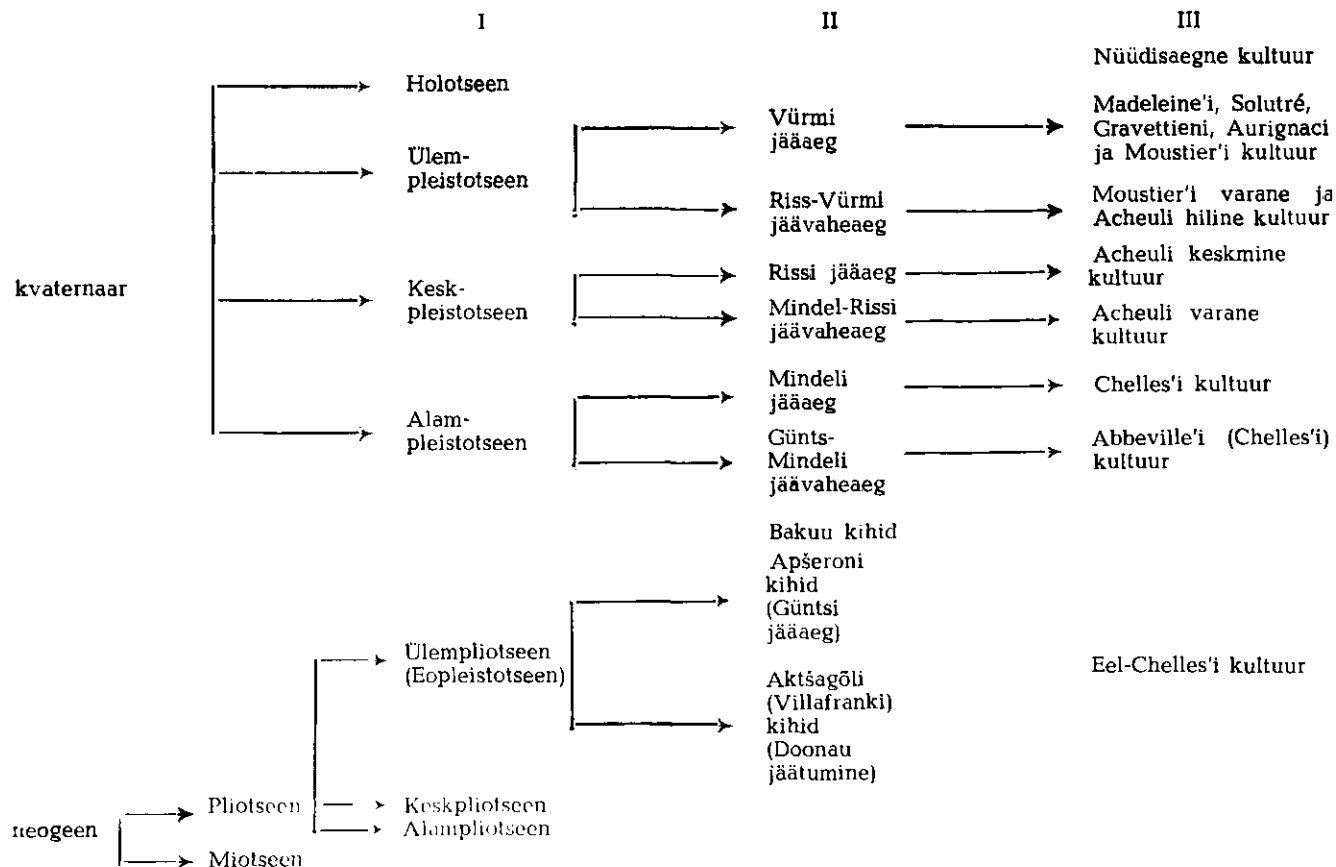 I II III
Nüüdisaegne kultuur
Holotseen
Vürmi
jääaeg
Madeleine'i, Solutré,
Gravettieni, Aurignaci
ja Moustier'i kultuur
Ülem-
pleistotseen
Riss-Vürmi
jäävaheaeg
Moustier'i varane ja
Acheuli hiline kultuur
kvaternaar
Kesk-
pleistotseen
Rissi jääaeg
Acheuli keskmine
kultuur
Mindel-Rissi
jäävaheaeg
Acheuli varane
kultuur
Alam-
pleistotseen
Mindeli
jääaeg
Chelles'i kultuur
Günts-
Mindeli
jäävaheaeg
Abbeville'i (Chelles'i)
kultuur
Bakuu kihid
Apšeroni
kihid
(Güntsi
jääaeg)
Ülempliotseen
(Eopleistotseen)
Eel-Chelles'i kultuur
Aktšagõli
(Villafranki)
kihid
(Doonau
jäätumine)
neogeen
Pliotseen
Keskpliotseen
Alampliotseen
Miotseen